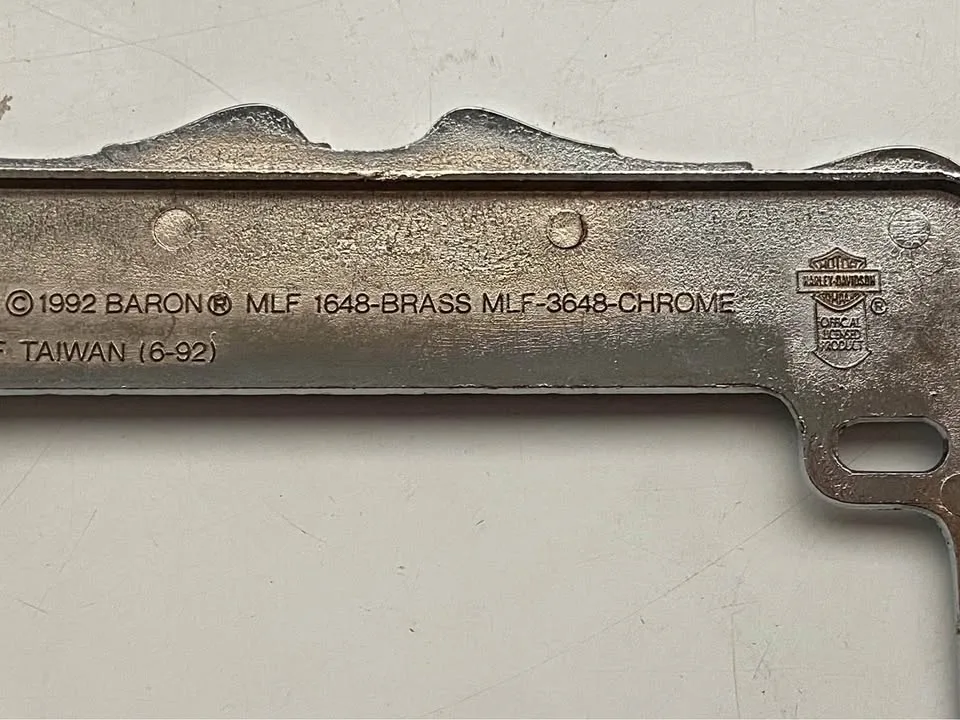 ©1992 BARON® MLF 1648-BRASS MLF-3648-CHROME
F TAIWAN (6-92)
HARLEY-DAVIDSON
®
OFFICIAL
LICENSED
PRODUCT